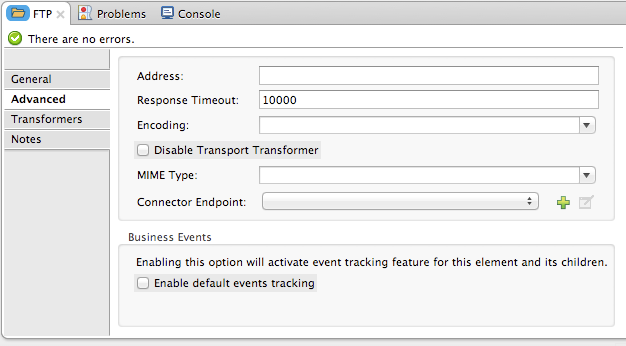 FTP Problems Console
There are no errors.
General
Advanced
Transformers
Notes
Address:
Response Timeout: 10000
Encoding:
Disable Transport Transformer
MIME Type:
Connector Endpoint:
Business Events
Enabling this option will activate event tracking feature for this element and its children.
Enable default events tracking